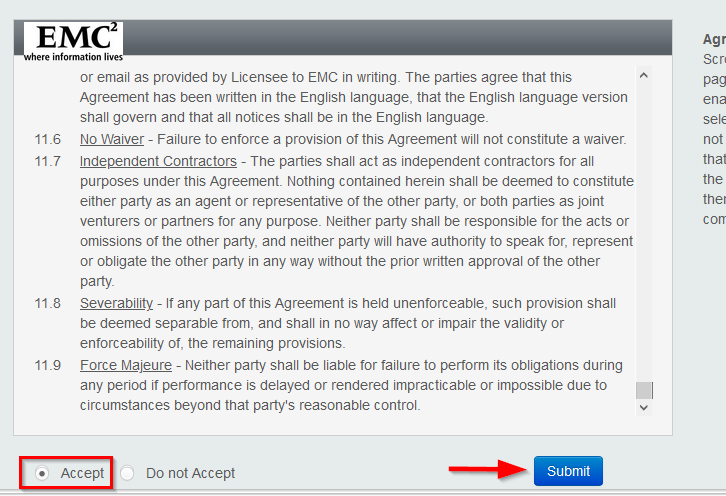 EMC²
where information lives
or email as provided by Licensee to EMC in writing. The parties agree that this
Agreement has been written in the English language, that the English language version
shall govern and that all notices shall be in the English language.
11.6 No Waiver - Failure to enforce a provision of this Agreement will not constitute a waiver.
11.7 Independent Contractors - The parties shall act as independent contractors for all
purposes under this Agreement. Nothing contained herein shall be deemed to constitute
either party as an agent or representative of the other party, or both parties as joint
venturers or partners for any purpose. Neither party shall be responsible for the acts or
omissions of the other party, and neither party will have authority to speak for, represent
or obligate the other party in any way without the prior written approval of the other
party.
11.8 Severability - If any part of this Agreement is held unenforceable, such provision shall
be deemed separable from, and shall in no way affect or impair the validity or
enforceability of, the remaining provisions.
11.9 Force Majeure - Neither party shall be liable for failure to perform its obligations during
any period if performance is delayed or rendered impracticable or impossible due to
circumstances beyond that party's reasonable control.
Accept Do not Accept Submit
Agr
Scro
pag
ena
sele
not
that
the
ther
com